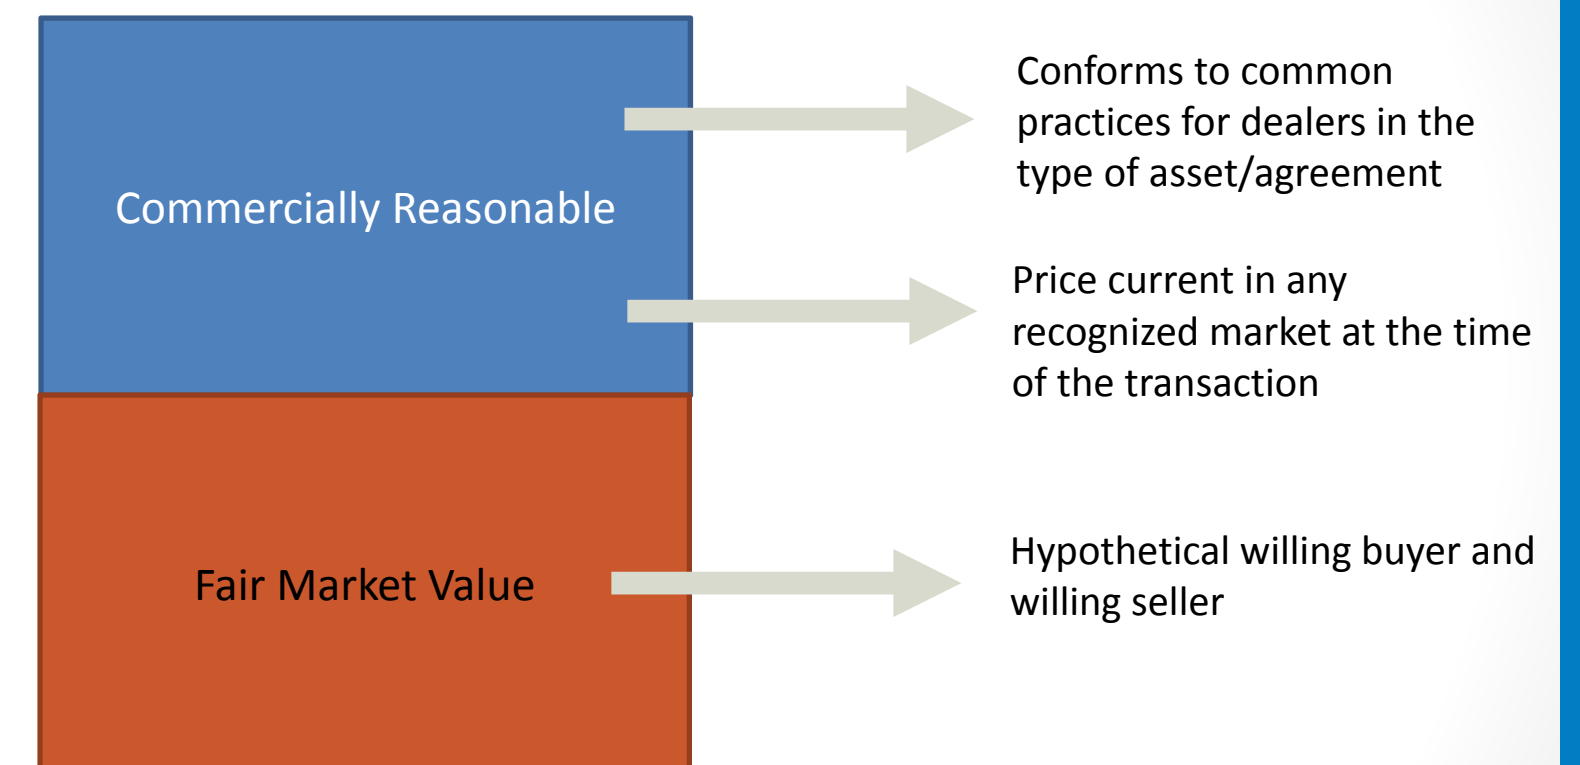 Commercially Reasonable
Conforms to common
practices for dealers in the
type of asset/agreement
Price current in any
recognized market at the time
of the transaction
Fair Market Value
Hypothetical willing buyer and
willing seller